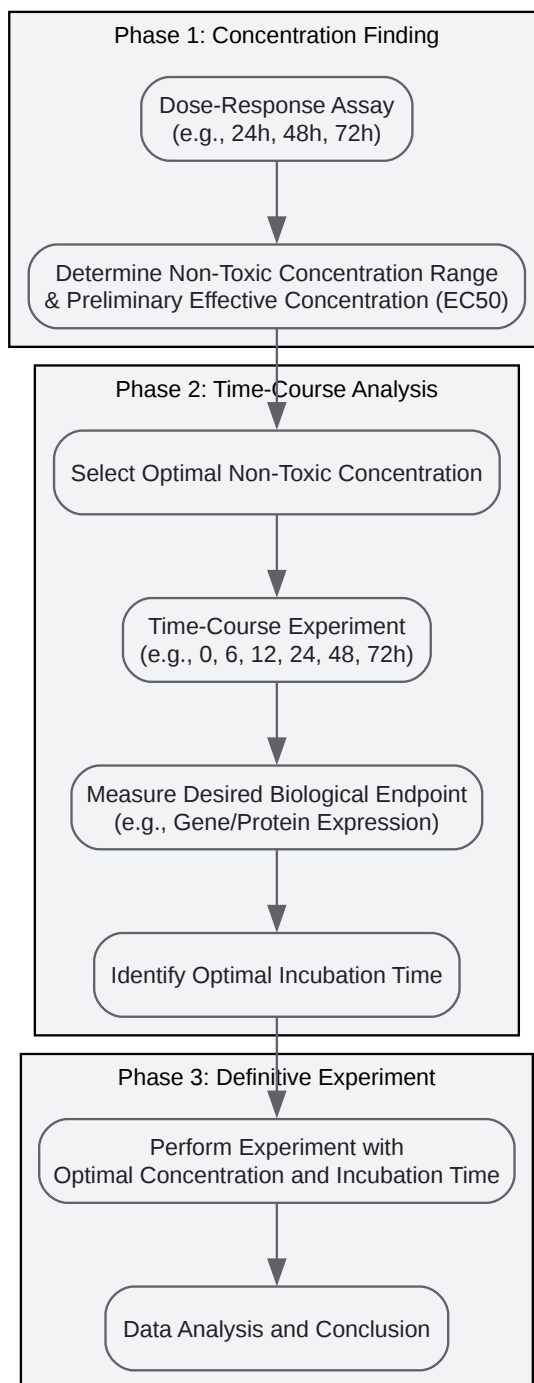 Phase 1: Concentration Finding
Dose-Response Assay
(e.g., 24h, 48h, 72h)
Determine Non-Toxic Concentration Range
& Preliminary Effective Concentration (EC50)
Phase 2: Time-Course Analysis
Select Optimal Non-Toxic Concentration
Time-Course Experiment
(e.g., 0, 6, 12, 24, 48, 72h)
Measure Desired Biological Endpoint
(e.g., Gene/Protein Expression)
Identify Optimal Incubation Time
Phase 3: Definitive Experiment
Perform Experiment with
Optimal Concentration and Incubation Time
Data Analysis and Conclusion